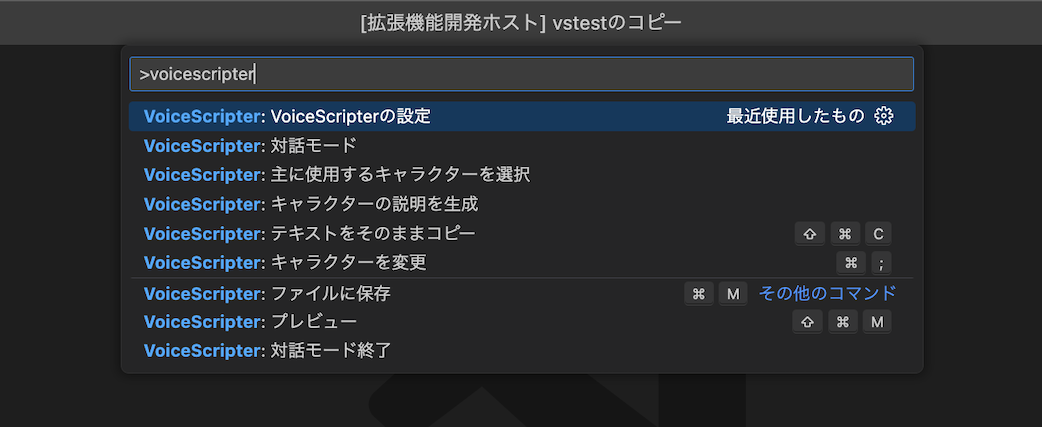 [拡張機能開発ホスト] vstestのコピー
>voicescripter
VoiceScripter: VoiceScripterの設定 最近使用したもの
VoiceScripter: 対話モード
VoiceScripter: 主に使用するキャラクターを選択
VoiceScripter: キャラクターの説明を生成
VoiceScripter: テキストをそのままコピー ⇧ ⌘ C
VoiceScripter: キャラクターを変更 ⌘ ;
VoiceScripter: ファイルに保存 ⌘ M その他のコマンド
VoiceScripter: プレビュー ⇧ ⌘ M
VoiceScripter: 対話モード終了